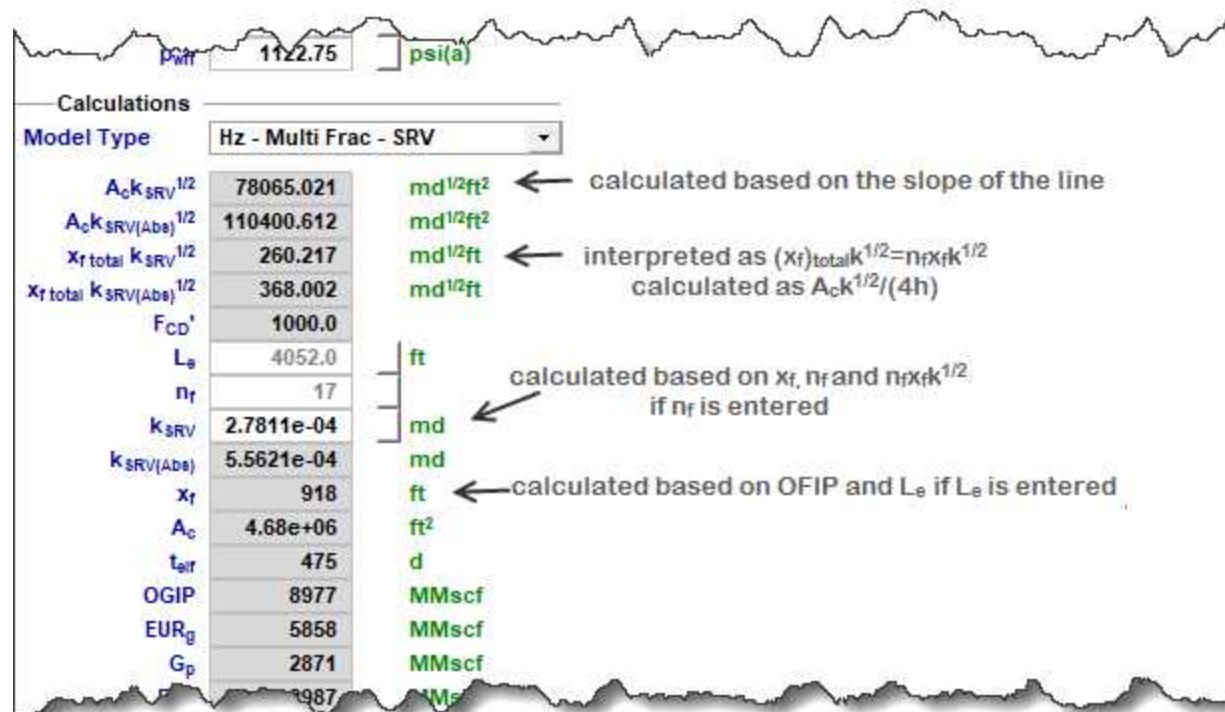 pwff 1122.75 psi(a)
Calculations
Model Type Hz - Multi Frac - SRV
AckSRV1/2 78065.021 md1/2ft2 calculated based on the slope of the line
AckSRV(Abs)1/2 110400.612 md1/2ft2
xf total kSRV1/2 260.217 md1/2ft interpreted as (xf)totalk1/2=nfxfk1/2
xf total kSRV(Abs)1/2 368.002 md1/2ft calculated as Ack1/2/(4h)
FCD' 1000.0
Le 4052.0 ft
calculated based on xf, nf and nfxfk1/2
nf 17 if nf is entered
kSRV 2.7811e-04 md
kSRV(Abs) 5.5621e-04 md
xf 918 ft calculated based on OFIP and Le if Le is entered
Ac 4.68e+06 ft2
telf 475 d
OGIP 8977 MMscf
EURg 5858 MMscf
Gp 2871 MMscf